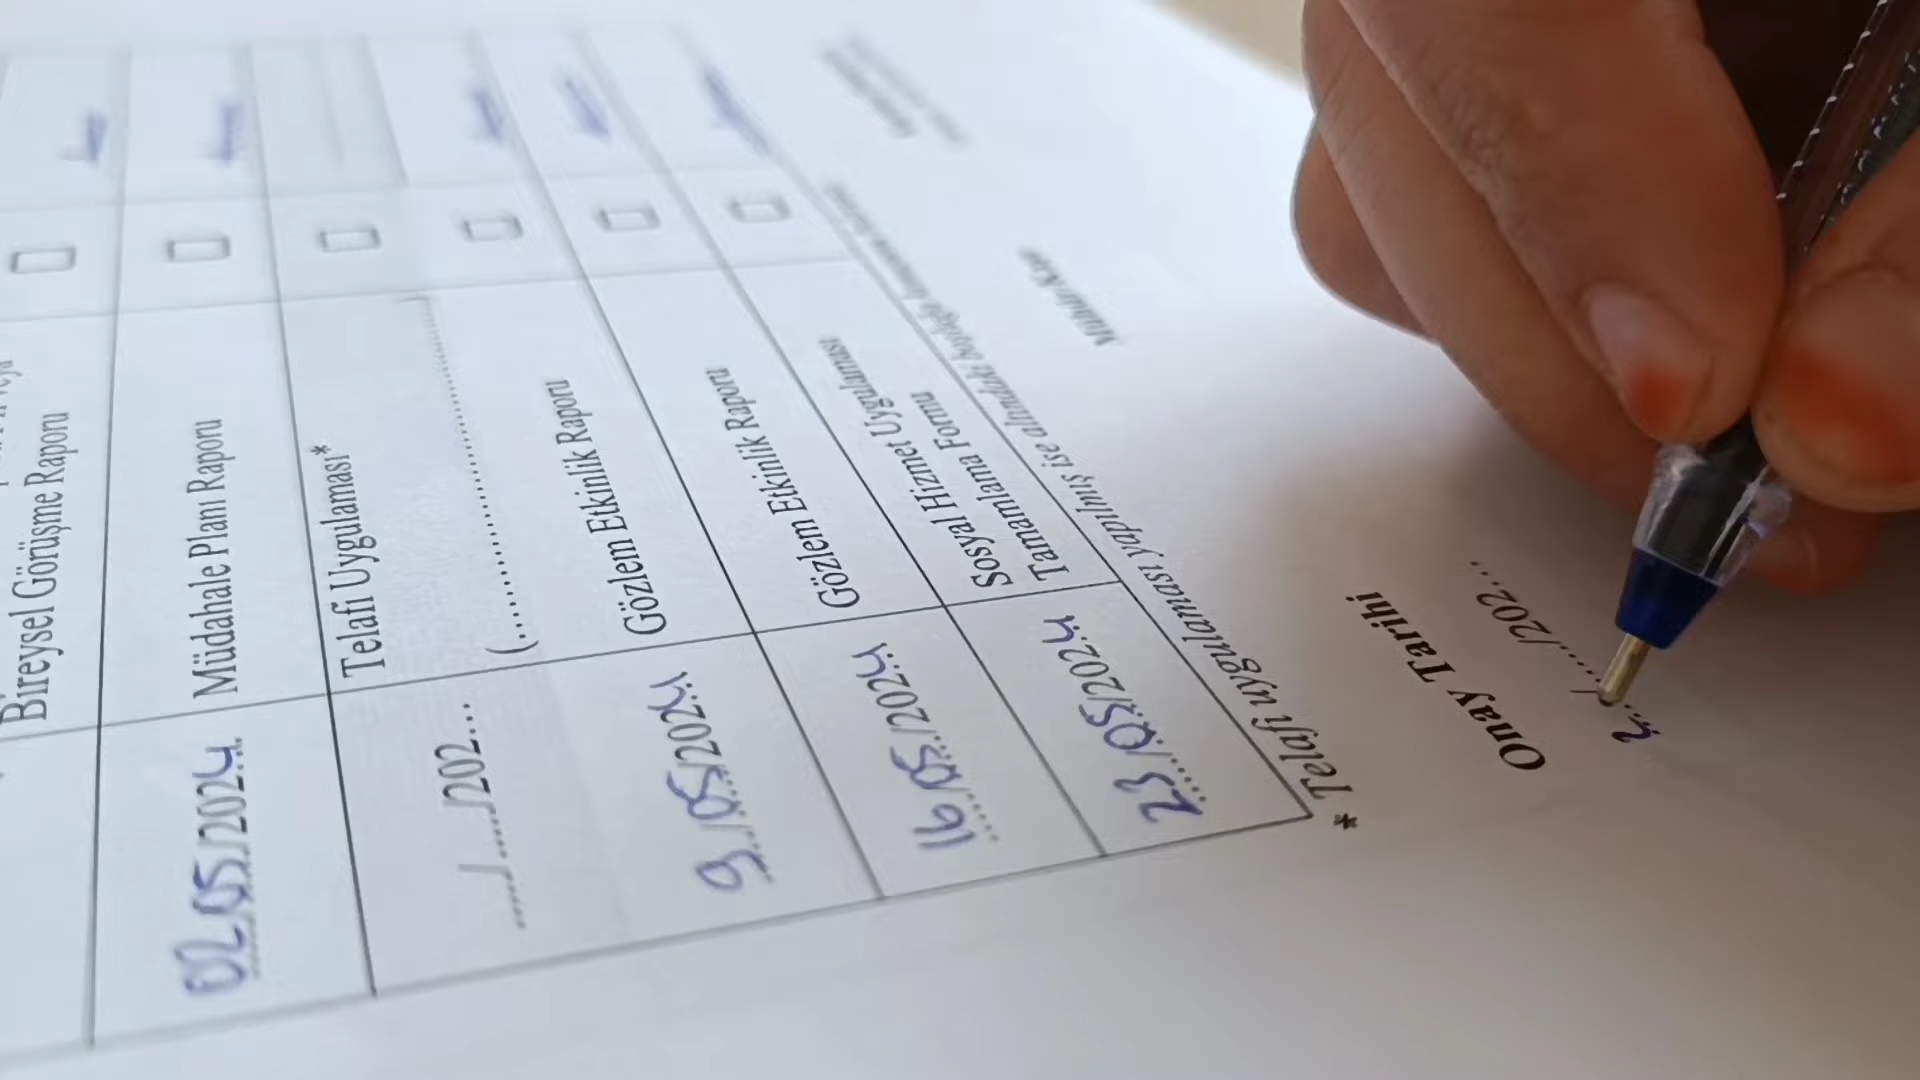 Bireysel Görüşme Raporu
02/05/2024 Müdahale Planı Raporu
..../...../202... Telafi Uygulaması*
(..............................
9/05/2024 Gözlem Etkinlik Raporu
16/05/2024 Gözlem Etkinlik Raporu
23/05/2024 Sosyal Hizmet Uygulaması
Tamamlama Formu
* Telafi uygulaması yapılmış ise altındaki
Onay Tarihi
/...../202...